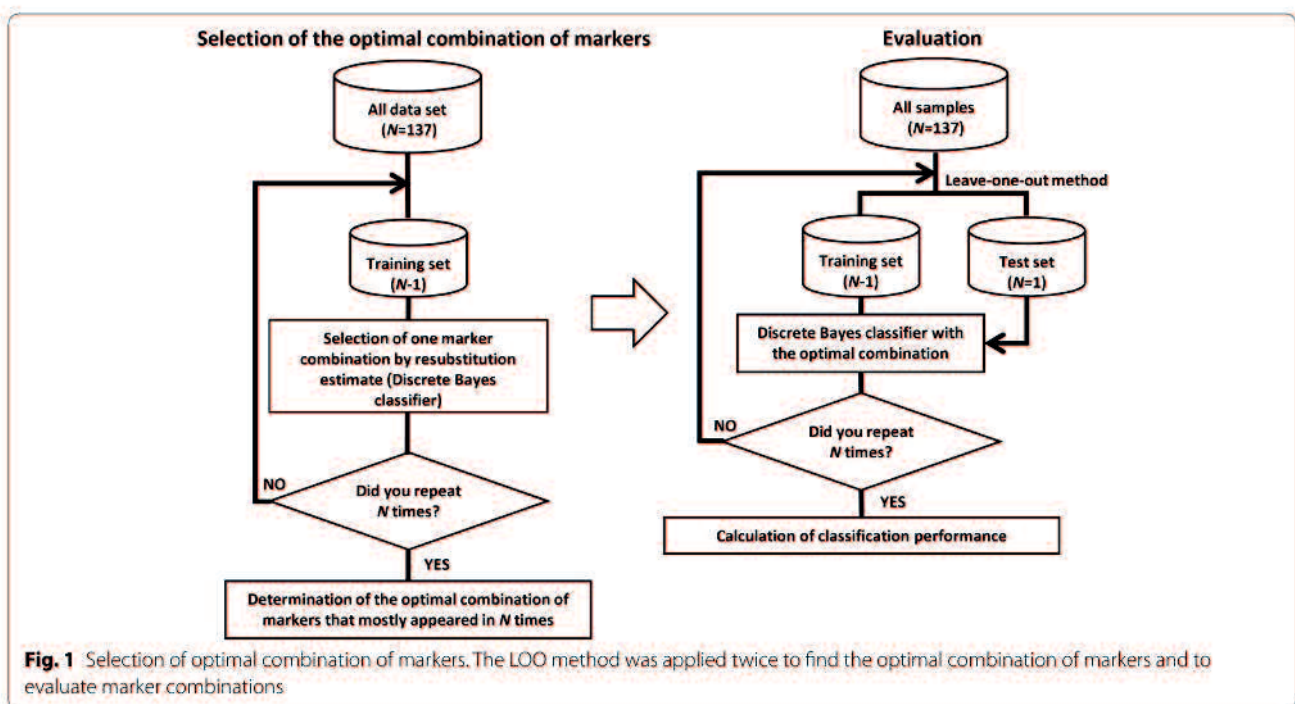 Selection of the optimal combination of markers
All data set
(N=137)
Training set
(N-1)
Selection of one marker
combination by resubstitution
estimate (Discrete Bayes
classifier)
NO
Did you repeat
N times?
YES
Determination of the optimal combination of
markers that mostly appeared in N times
Evaluation
All samples
(N=137)
Leave-one-out method
Training set
(N-1)
Test set
(N=1)
Discrete Bayes classifier with
the optimal combination
NO
Did you repeat
N times?
YES
Calculation of classification performance
Fig. 1 Selection of optimal combination of markers. The LOO method was applied twice to find the optimal combination of markers and to
evaluate marker combinations